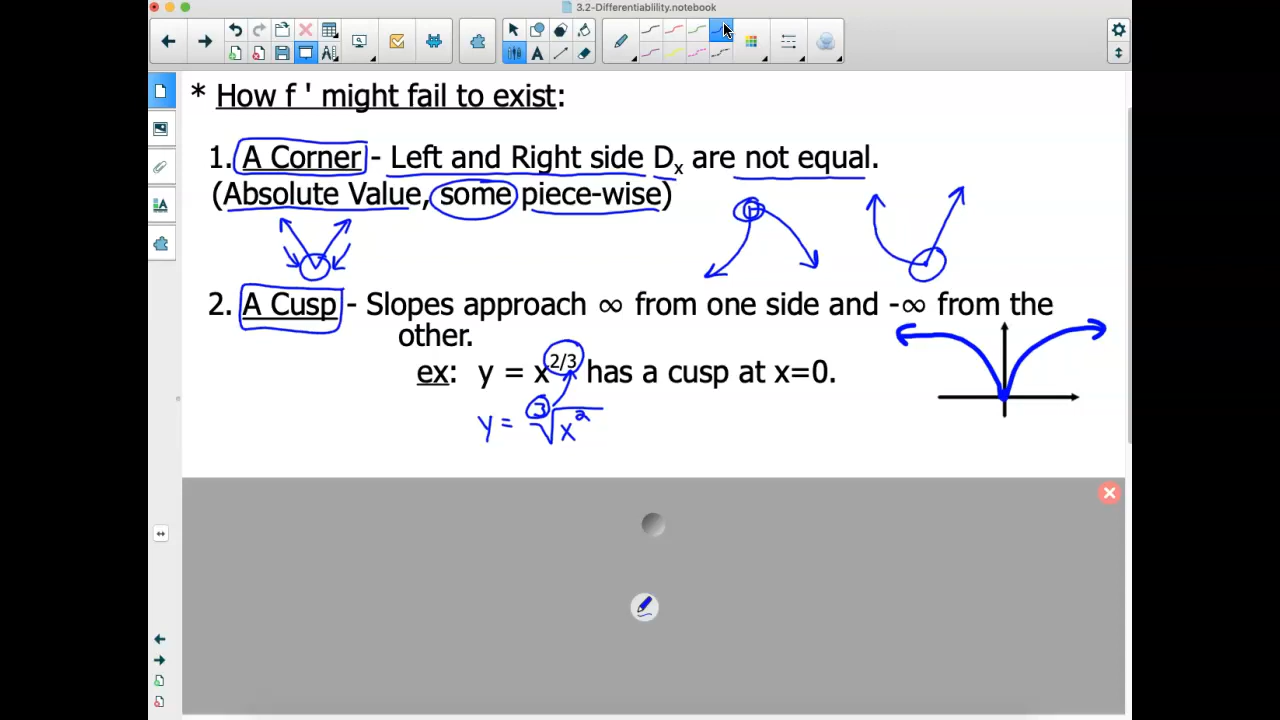 3.2-Differentiabliility.notebook
* How f ' might fail to exist:
1. A Corner - Left and Right side Dx are not equal.
(Absolute Value, some piece-wise)
2. A Cusp - Slopes approach ∞ from one side and -∞ from the
other.
ex: y = x^2/3 has a cusp at x=0.
y = ³√x²